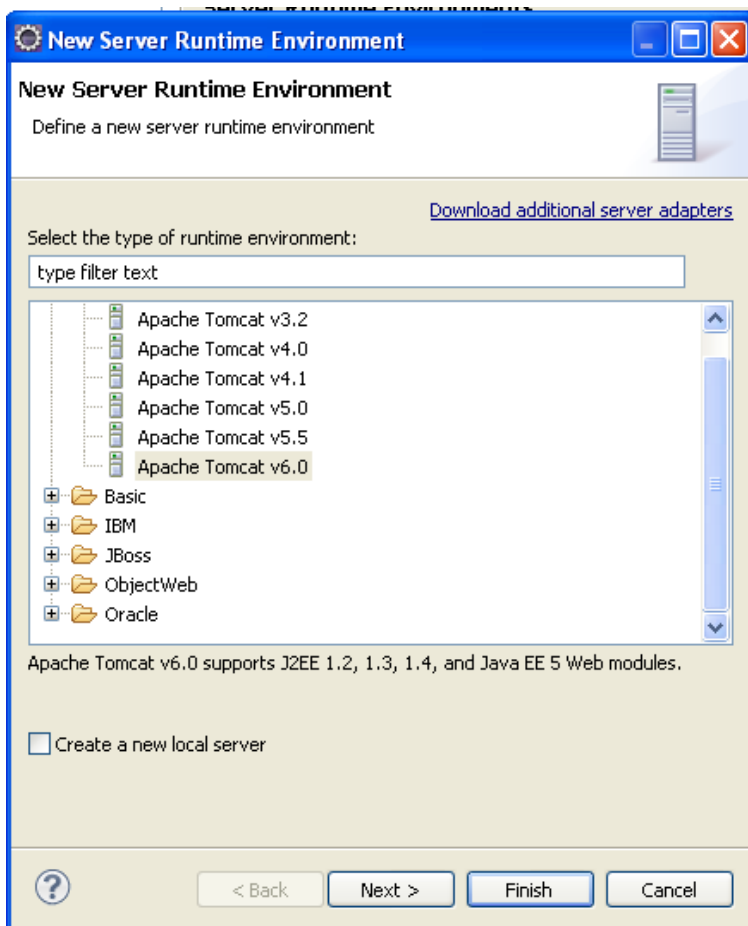 Server Runtime Environments
New Server Runtime Environment
New Server Runtime Environment
Define a new server runtime environment
Download additional server adapters
Select the type of runtime environment:
type filter text
Apache Tomcat v3.2
Apache Tomcat v4.0
Apache Tomcat v4.1
Apache Tomcat v5.0
Apache Tomcat v5.5
Apache Tomcat v6.0
Basic
IBM
JBoss
ObjectWeb
Oracle
Apache Tomcat v6.0 supports J2EE 1.2, 1.3, 1.4, and Java EE 5 Web modules.
Create a new local server
? < Back Next > Finish Cancel